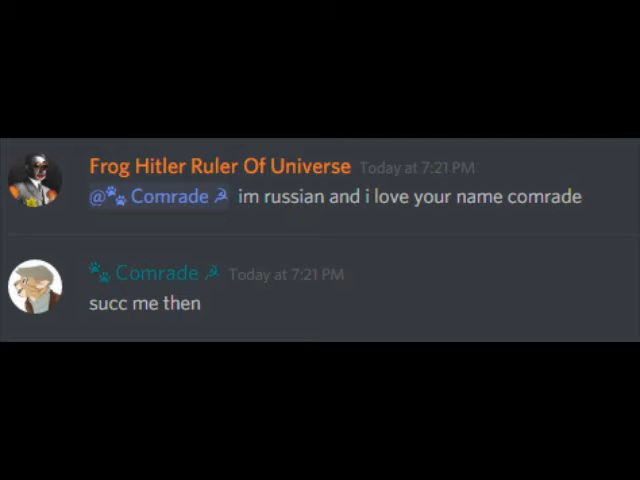 Frog Hitler Ruler Of Universe Today at 7:21 PM
@🐾 Comrade ☭ im russian and i love your name comrade
🐾 Comrade ☭ Today at 7:21 PM
succ me then